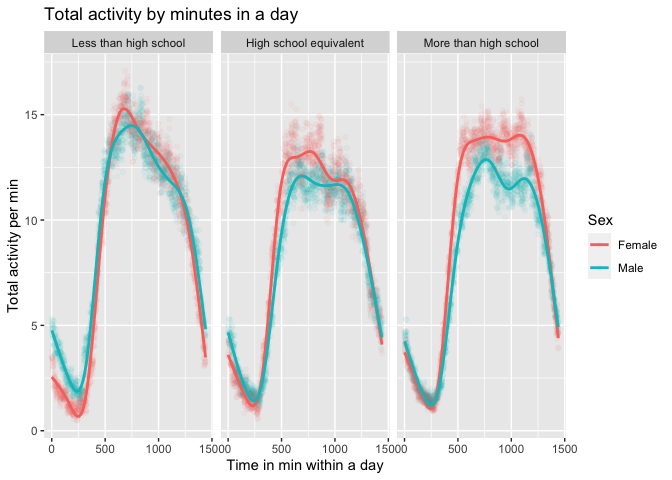 Total activity by minutes in a day
Less than high school
High school equivalent
More than high school
15
10
5
0
Total activity per min
0 500 1000 1500
0 500 1000 1500
0 500 1000 1500
Time in min within a day
Sex
Female
Male